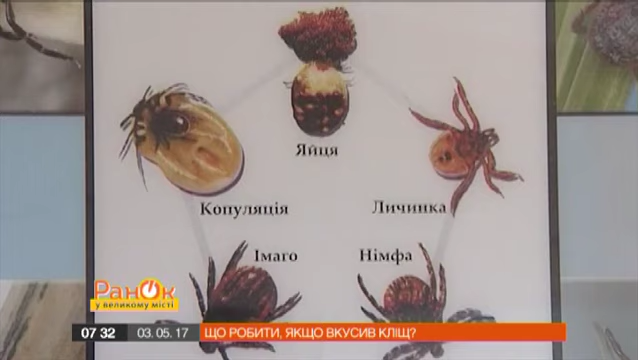 Яйця
Копуляція
Личинка
Імаго
Німфа
Ранок
у великому місті
07 32
03.05.17
ЩО РОБИТИ, ЯКЩО ВКУСИВ КЛІЩ?